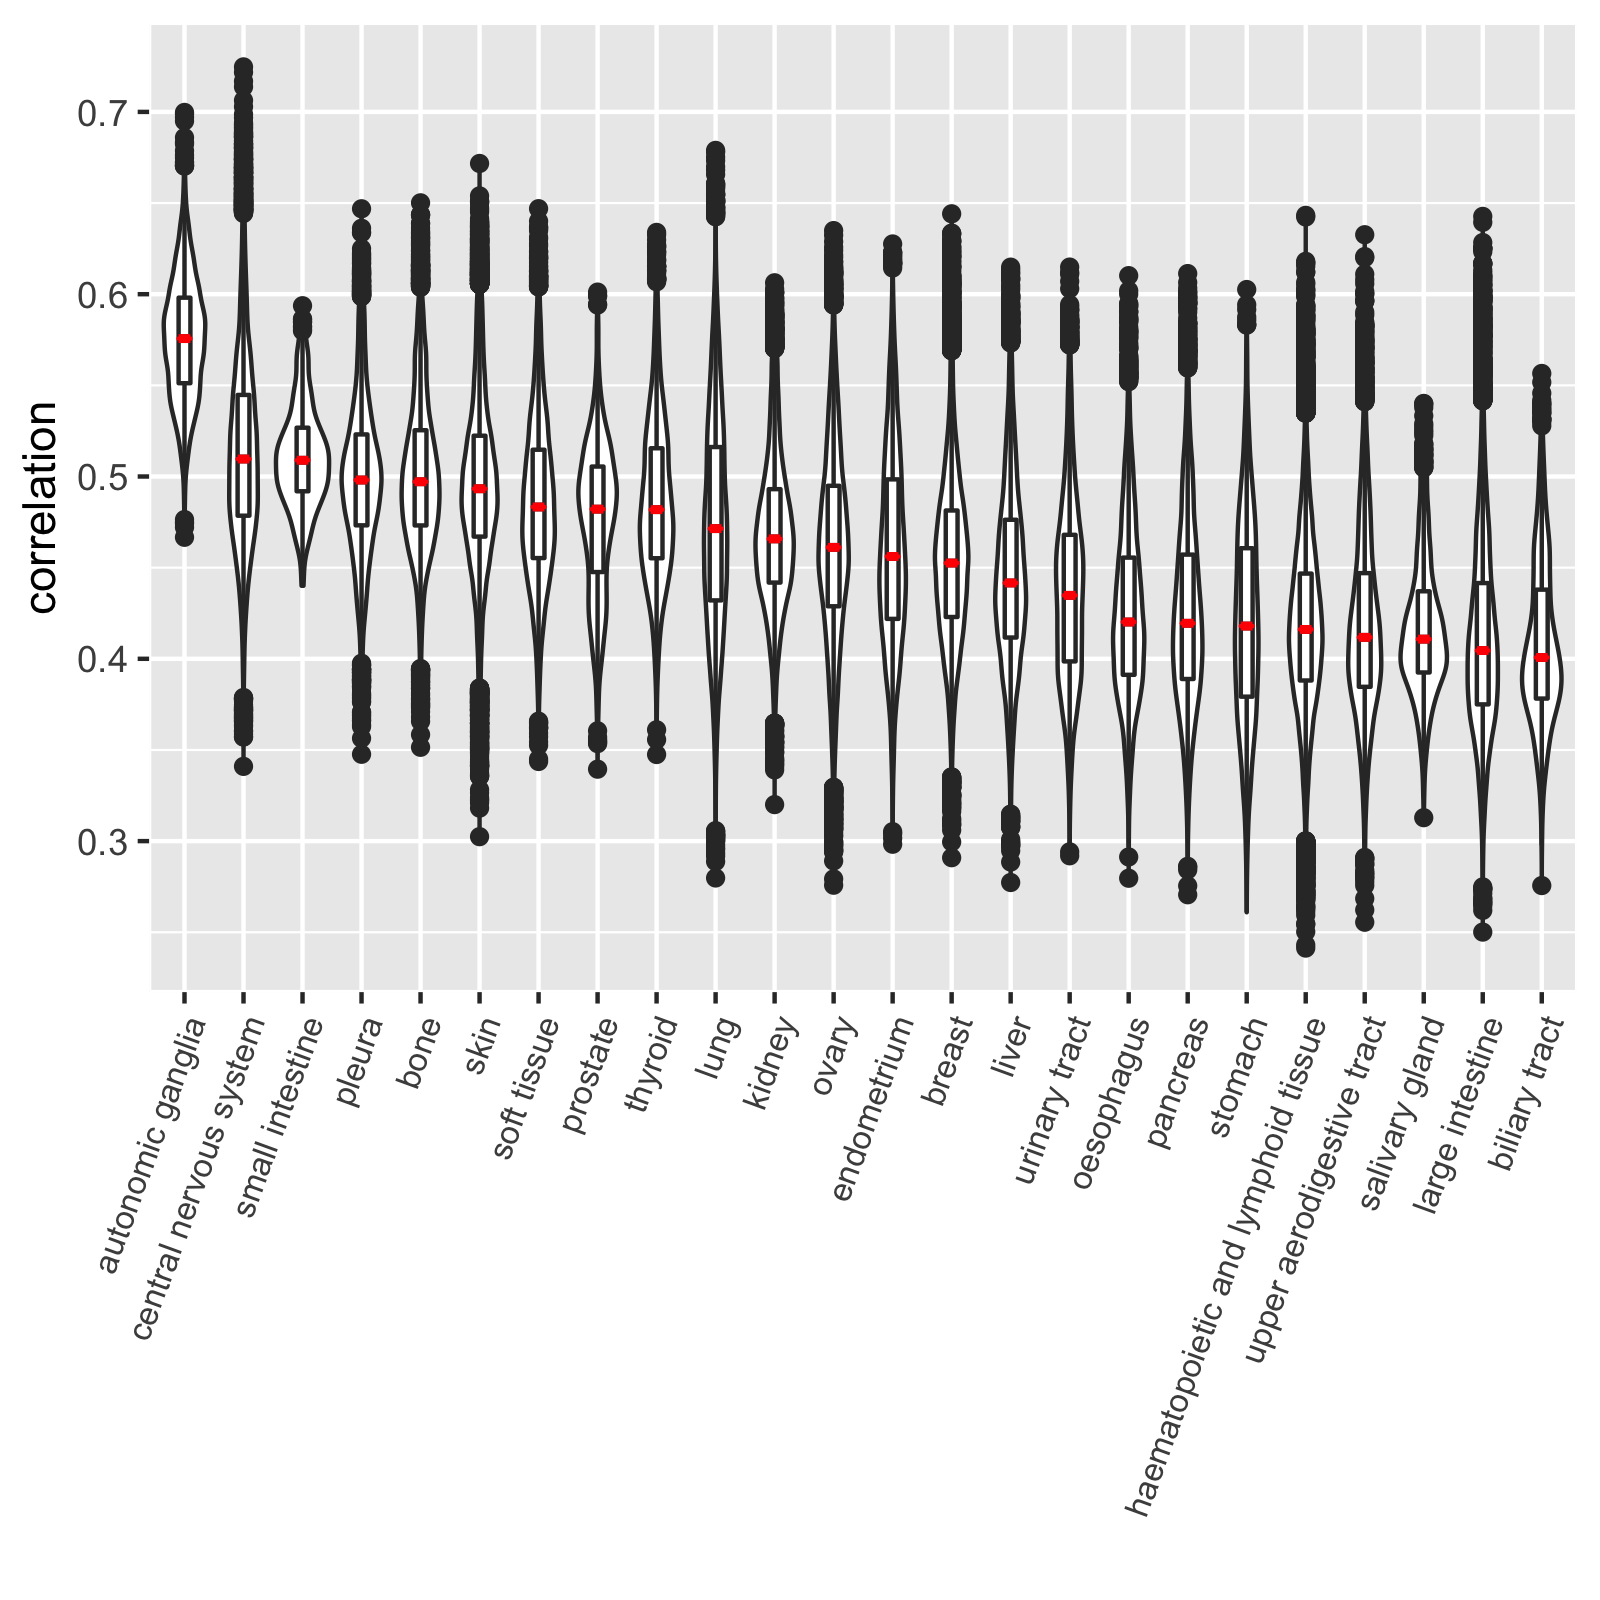 correlation
0.7
0.6
0.5
0.4
0.3
autonomic ganglia
central nervous system
small intestine
pleura
bone
skin
soft tissue
prostate
thyroid
lung
kidney
ovary
endometrium
breast
liver
urinary tract
oesophagus
pancreas
stomach
haematopoietic and lymphoid tissue
upper aerodigestive tract
salivary gland
large intestine
biliary tract